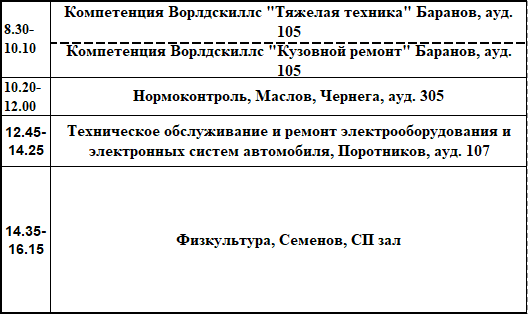 8.30-
10.10
Компетенция Ворлдскиллс "Тяжелая техника" Баранов, ауд.
105
Компетенция Ворлдскиллс "Кузовной ремонт" Баранов, ауд.
105
10.20-
12.00
Нормоконтроль, Маслов, Чернега, ауд. 305
12.45-
14.25
Техническое обслуживание и ремонт электрооборудования и
электронных систем автомобиля, Поротников, ауд. 107
14.35-
16.15
Физкультура, Семенов, СП зал